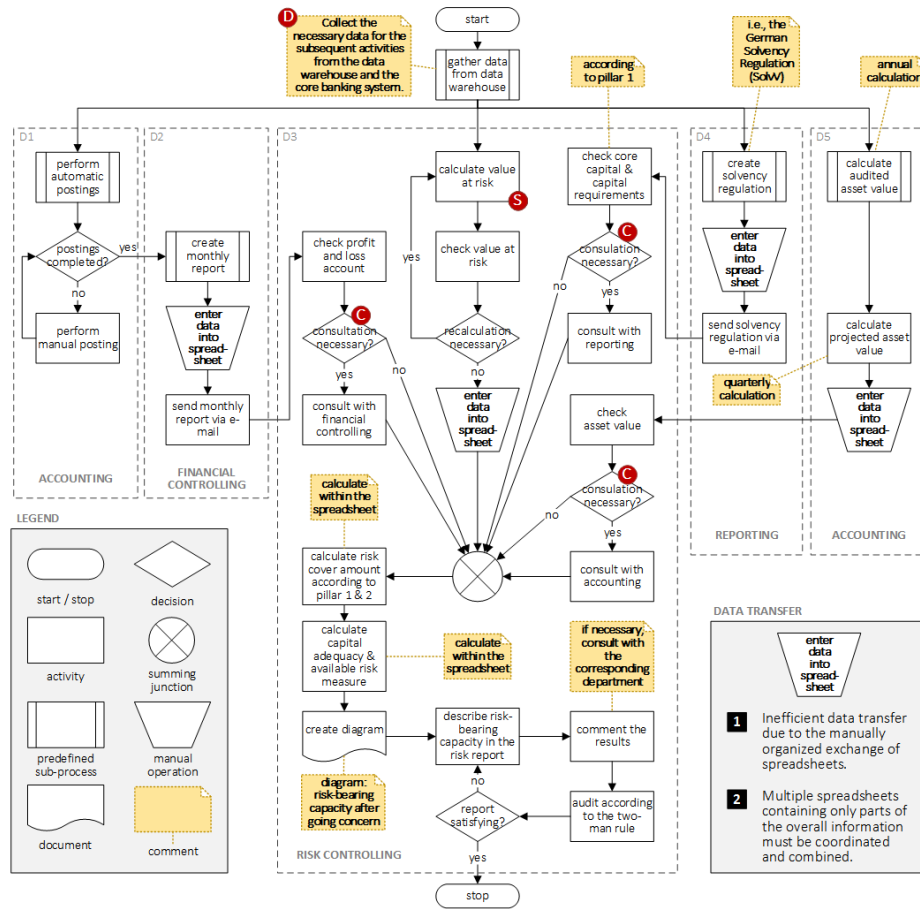 D
Collect the
necessary data for the
subsequent activities
from the data
warehouse and the
core banking system.
start
gather data
from data
warehouse
according
to pillar 1
i.e., the
German
Solvency
Regulation
(SolvV)
annual
calculation
D1
perform
automatic
postings
postings
completed?
yes
no
perform
manual posting
ACCOUNTING
D2
create
monthly
report
enter
data
into
spread-
sheet
send monthly
report via e-
mail
FINANCIAL
CONTROLLING
D3
check profit
and loss
account
C
consultation
necessary?
no
yes
consult with
financial
controlling
calculate value
at risk
S
check value at
risk
yes
recalculation
necessary?
no
enter
data
into
spread-
sheet
check core
capital &
capital
requirements
C
consulation
necessary?
no
yes
consult with
reporting
check
asset value
C
consulation
necessary?
no
yes
consult with
accounting
calculate
within the
spreadsheet
calculate risk
cover amount
according to
pillar 1 & 2
calculate
capital
adequacy &
available risk
measure
calculate
within the
spreadsheet
create diagram
diagram:
risk-bearing
capacity after
going concern
describe risk-
bearing
capacity in the
risk report
if necessary,
consult with
the
corresponding
department
comment the
results
audit according
to the two-
man rule
no
report
satisfying?
yes
stop
RISK CONTROLLING
D4
create
solvency
regulation
enter
data
into
spread-
sheet
send solvency
regulation via
e-mail
REPORTING
D5
calculate
audited
asset value
calculate
projected asset
value
quarterly
calculation
enter
data
into
spread-
sheet
ACCOUNTING
LEGEND
start / stop
decision
activity
summing
junction
predefined
sub-process
manual
operation
document
comment
DATA TRANSFER
enter
data
into
spread-
sheet
1 Inefficient data transfer
due to the manually
organized exchange of
spreadsheets.
2 Multiple spreadsheets
containing only parts of
the overall information
must be coordinated
and combined.